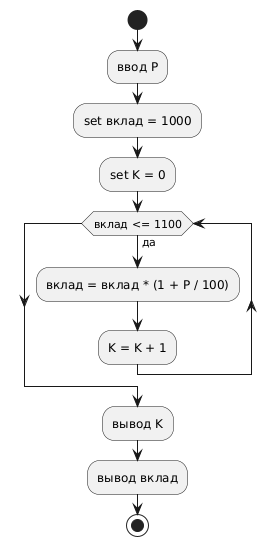 ввод P
set вклад = 1000
set K = 0
вклад <= 1100
да
вклад = вклад * (1 + P / 100)
K = K + 1
вывод K
вывод вклад